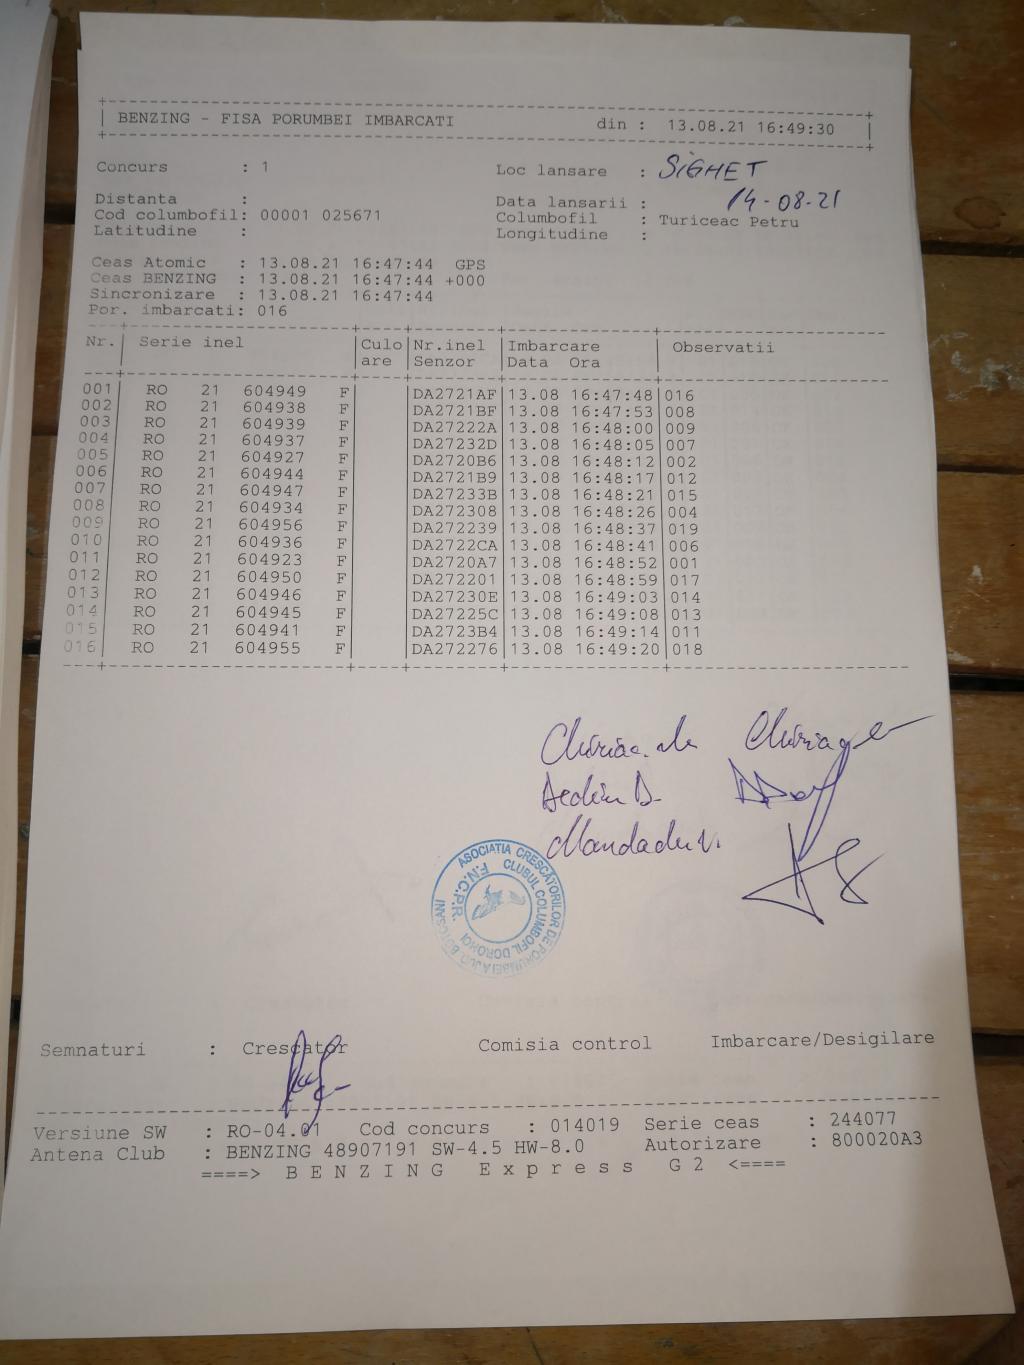 BENZING - FISA PORUMBEI IMBARCATI din : 13.08.21 16:49:30
Concurs : 1 Loc lansare : SIGHET
Distanta : Data lansarii : 14-08-21
Cod columbofil: 00001 025671 Columbofil : Turiceac Petru
Latitudine : Longitudine :
Ceas Atomic : 13.08.21 16:47:44 GPS
Ceas BENZING : 13.08.21 16:47:44 +000
Sincronizare : 13.08.21 16:47:44
Por. imbarcati: 016
Nr. Serie inel Culo Nr.inel Imbarcare Observatii
are Senzor Data Ora
001 RO 21 604949 F DA2721AF 13.08 16:47:48 016
002 RO 21 604938 F DA2721BF 13.08 16:47:53 008
003 RO 21 604939 F DA27222A 13.08 16:48:00 009
004 RO 21 604937 F DA27232D 13.08 16:48:05 007
005 RO 21 604927 F DA2720B6 13.08 16:48:12 002
006 RO 21 604944 F DA2721B9 13.08 16:48:17 012
007 RO 21 604947 F DA27233B 13.08 16:48:21 015
008 RO 21 604934 F DA272308 13.08 16:48:26 004
009 RO 21 604956 F DA272239 13.08 16:48:37 019
010 RO 21 604936 F DA2722CA 13.08 16:48:41 006
011 RO 21 604923 F DA2720A7 13.08 16:48:52 001
012 RO 21 604950 F DA272201 13.08 16:48:59 017
013 RO 21 604946 F DA27230E 13.08 16:49:03 014
014 RO 21 604945 F DA27225C 13.08 16:49:08 013
015 RO 21 604941 F DA2723B4 13.08 16:49:14 011
016 RO 21 604955 F DA272276 13.08 16:49:20 018
ASOCIATIA CRESCĂTORILOR DE PORUMBEI A JUD. BOTOSANI
F.N.C.P.R. CLUBUL COLUMBOFIL DOROHOI
Semnaturi : Crescator Comisia control Imbarcare/Desigilare
Versiune SW : RO-04.01 Cod concurs : 014019 Serie ceas : 244077
Antena Club : BENZING 48907191 SW-4.5 HW-8.0 Autorizare : 800020A3
====> B E N Z I N G E x p r e s s G 2 <====